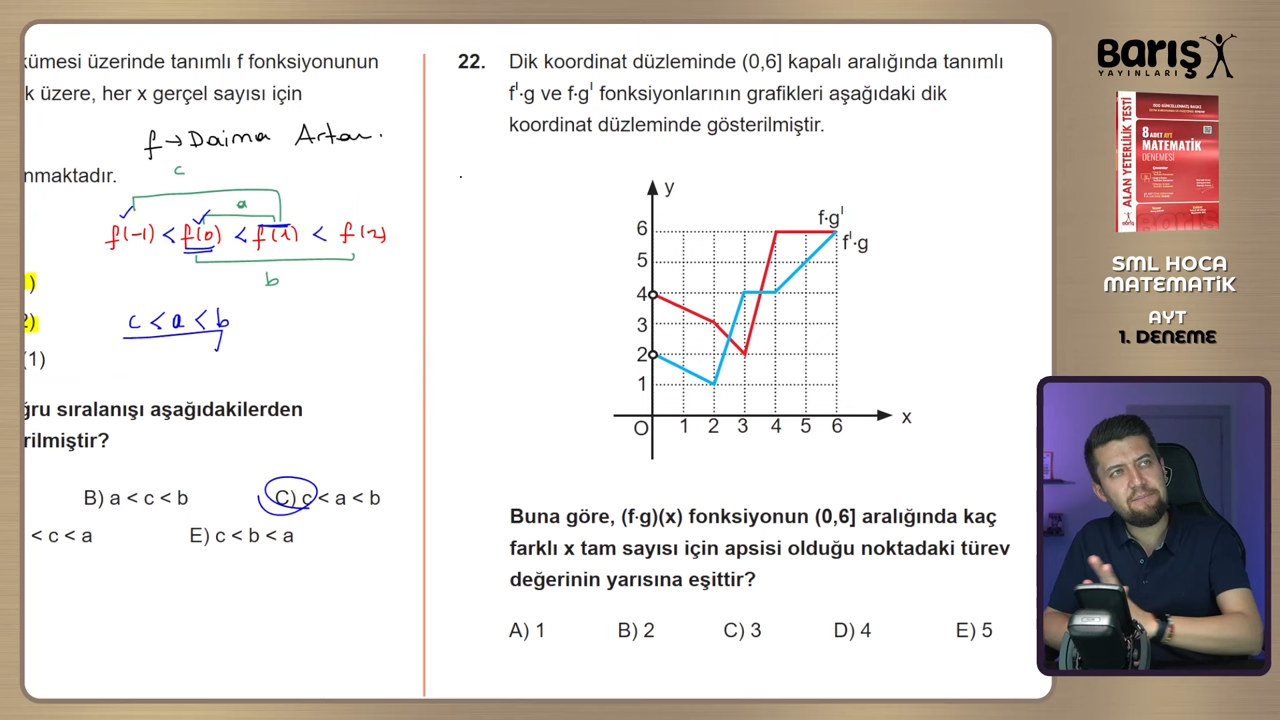 kümesi üzerinde tanımlı f fonksiyonunun
k üzere, her x gerçel sayısı için
f → Daima Artan.
nmaktadır.
c
a
f(-1) < f(0) < f(1) < f(2)
b
1)
2)
c < a < b
(1)
ğru sıralanışı aşağıdakilerden
rilmiştir?
B) a < c < b
C) c < a < b
< c < a
E) c < b < a
22. Dik koordinat düzleminde (0,6] kapalı aralığında tanımlı
f'·g ve f·g' fonksiyonlarının grafikleri aşağıdaki dik
koordinat düzleminde gösterilmiştir.
y
f·g'
f'·g
6
5
4
3
2
1
O
1 2 3 4 5 6
x
Buna göre, (f·g)(x) fonksiyonun (0,6] aralığında kaç
farklı x tam sayısı için apsisi olduğu noktadaki türev
değerinin yarısına eşittir?
A) 1
B) 2
C) 3
D) 4
E) 5
BARIŞ
YAYINLARI
ALAN YETERLİLİK TESTİ
8 ADET AYT
MATEMATİK
DENEMESİ
SML HOCA
MATEMATİK
AYT
1. DENEME